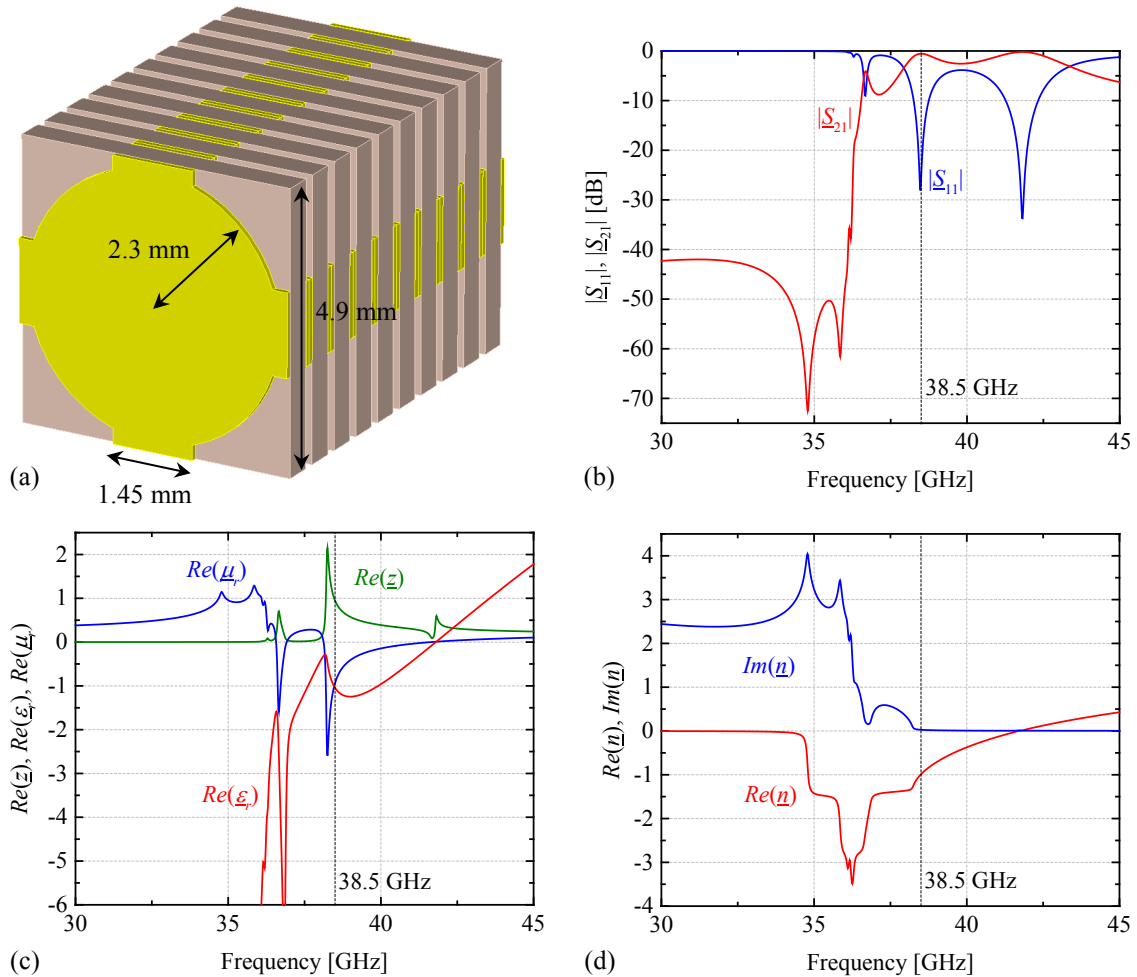 2.3 mm
4.9 mm
1.45 mm
(a)
|S11|, |S21| [dB]
0
-10
-20
-30
-40
-50
-60
-70
|S21|
|S11|
38.5 GHz
30 35 40 45
Frequency [GHz]
(b)
Re(z), Re(εr), Re(μr)
2
1
0
-1
-2
-3
-4
-5
-6
Re(μr)
Re(z)
Re(εr)
38.5 GHz
30 35 40 45
Frequency [GHz]
(c)
Re(n), Im(n)
4
3
2
1
0
-1
-2
-3
-4
Im(n)
Re(n)
38.5 GHz
30 35 40 45
Frequency [GHz]
(d)